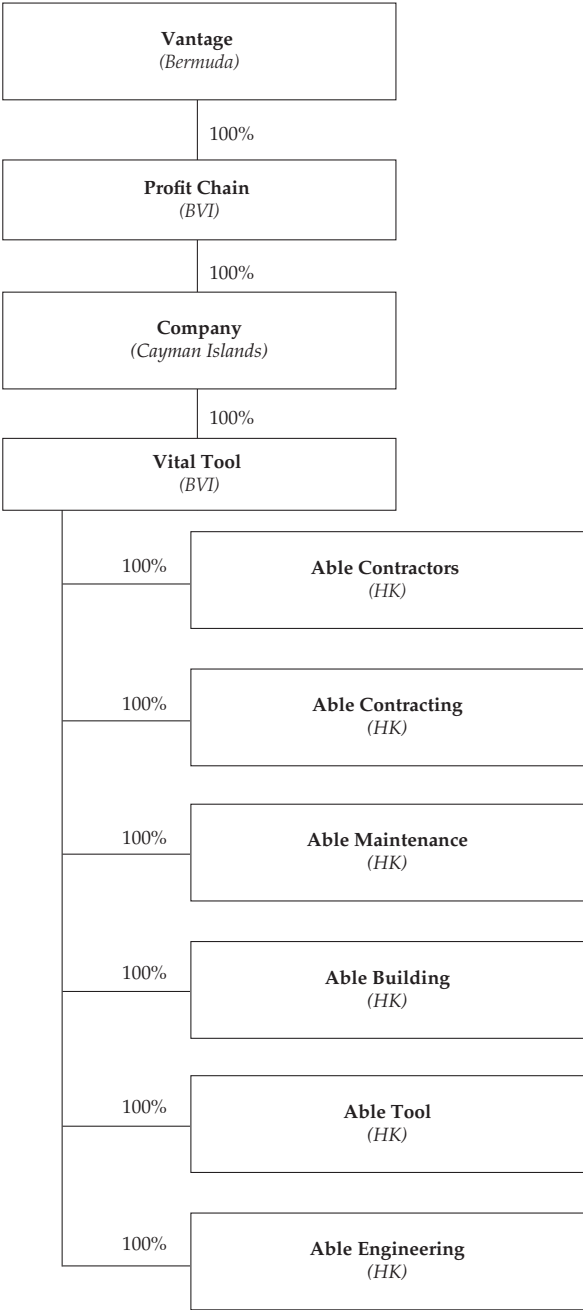 Vantage
(Bermuda)
100%
Profit Chain
(BVI)
100%
Company
(Cayman Islands)
100%
Vital Tool
(BVI)
100%
Able Contractors
(HK)
100%
Able Contracting
(HK)
100%
Able Maintenance
(HK)
100%
Able Building
(HK)
100%
Able Tool
(HK)
100%
Able Engineering
(HK)